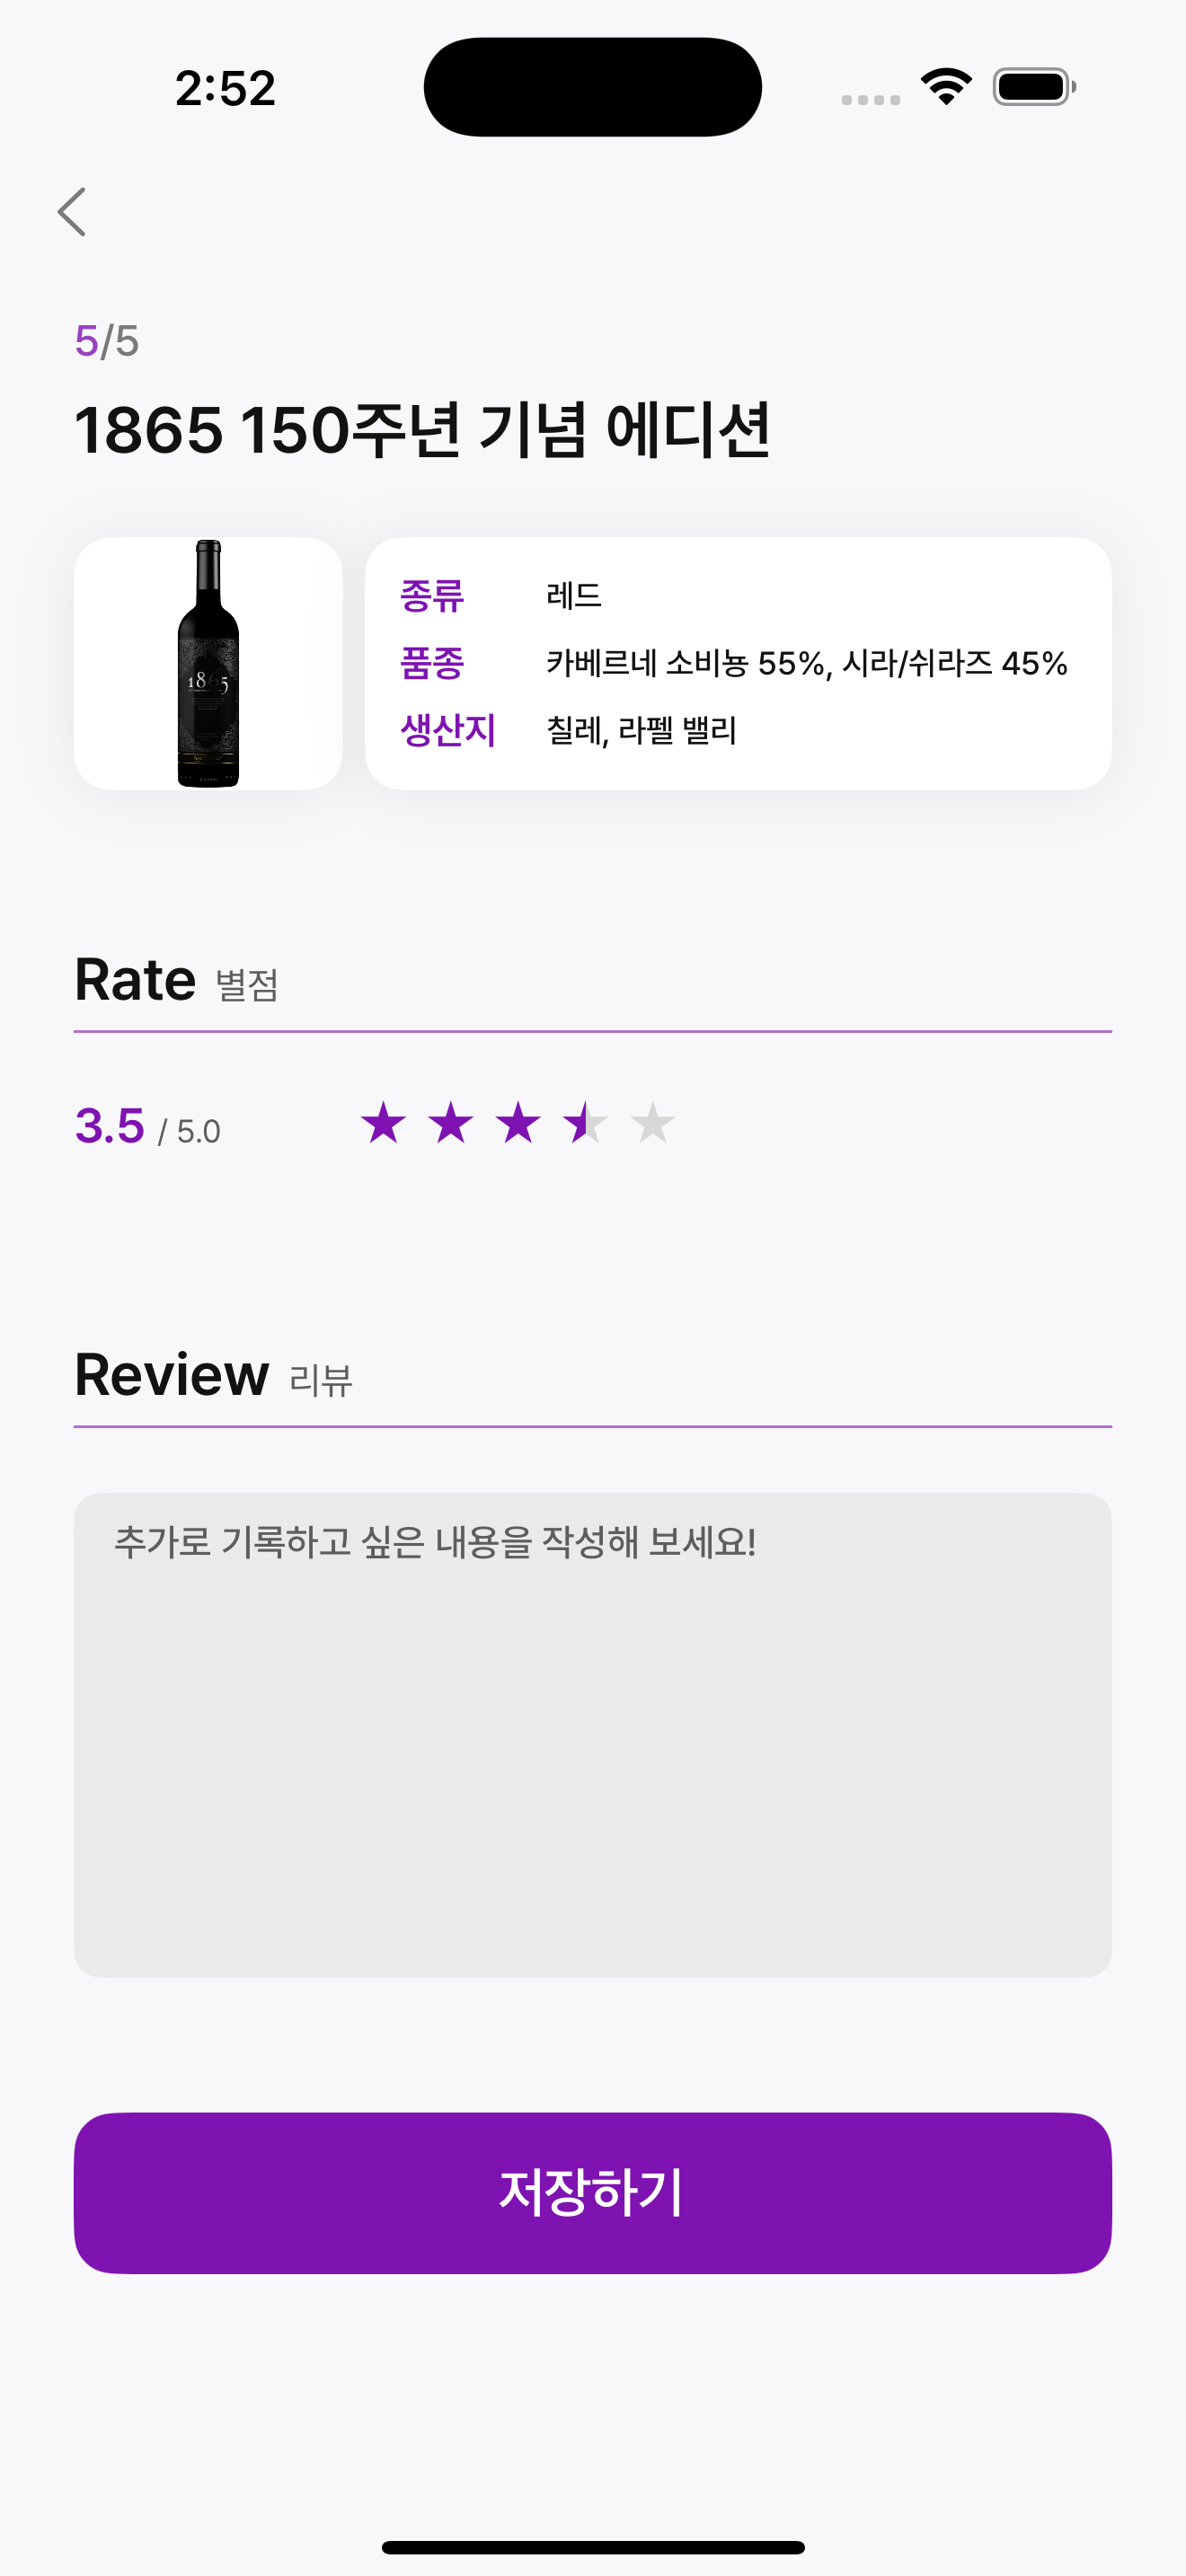 2:52
5/5
1865 150주년 기념 에디션
1865
종류 레드
품종 카베르네 소비뇽 55%, 시라/쉬라즈 45%
생산지 칠레, 라펠 밸리
Rate 별점
3.5 / 5.0
Review 리뷰
추가로 기록하고 싶은 내용을 작성해 보세요!
저장하기